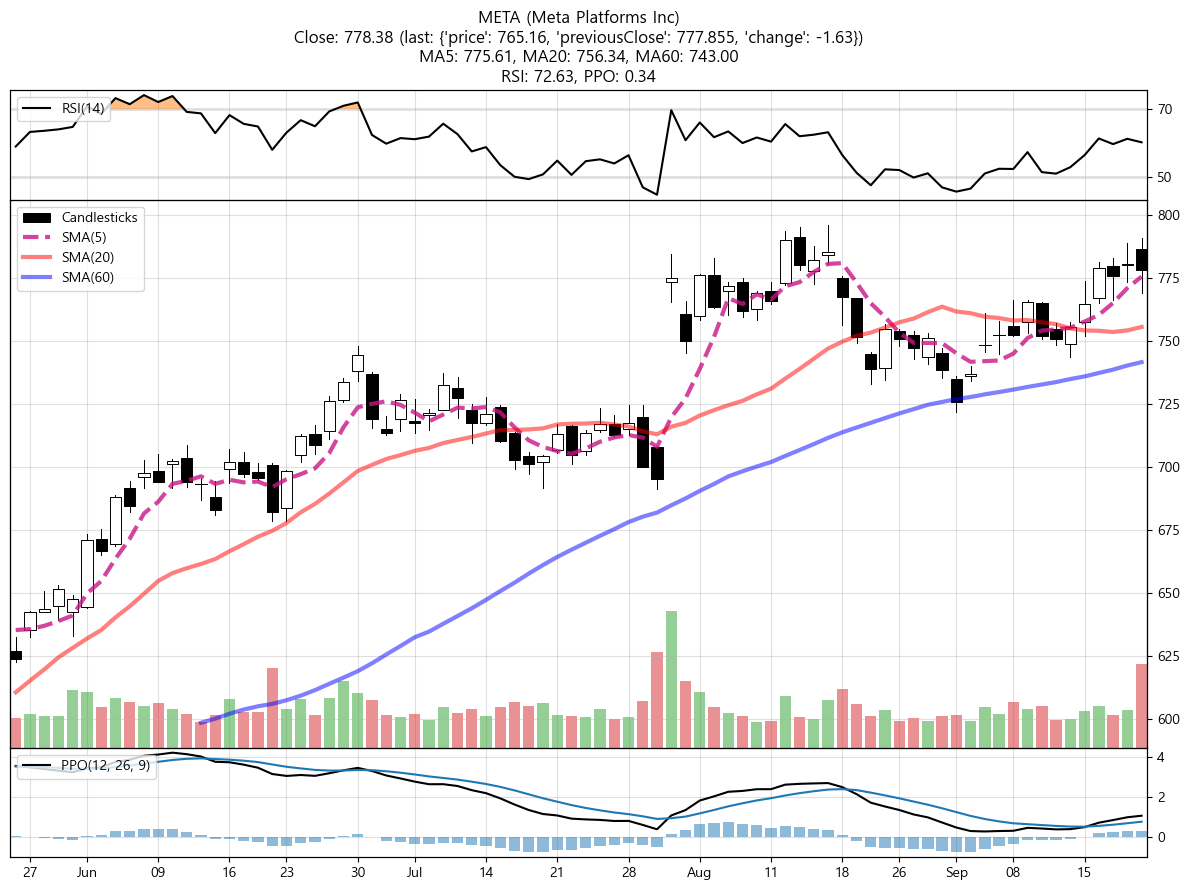 META (Meta Platforms Inc)
Close: 778.38 (last: {'price': 765.16, 'previousClose': 777.855, 'change': -1.63})
MA5: 775.61, MA20: 756.34, MA60: 743.00
RSI: 72.63, PPO: 0.34
RSI(14)
70
50
Candlesticks
SMA(5)
SMA(20)
SMA(60)
800
775
750
725
700
675
650
625
600
PPO(12, 26, 9)
4
2
0
27 Jun 09 16 23 Jul 14 21 28 Aug 11 18 26 Sep 08 15